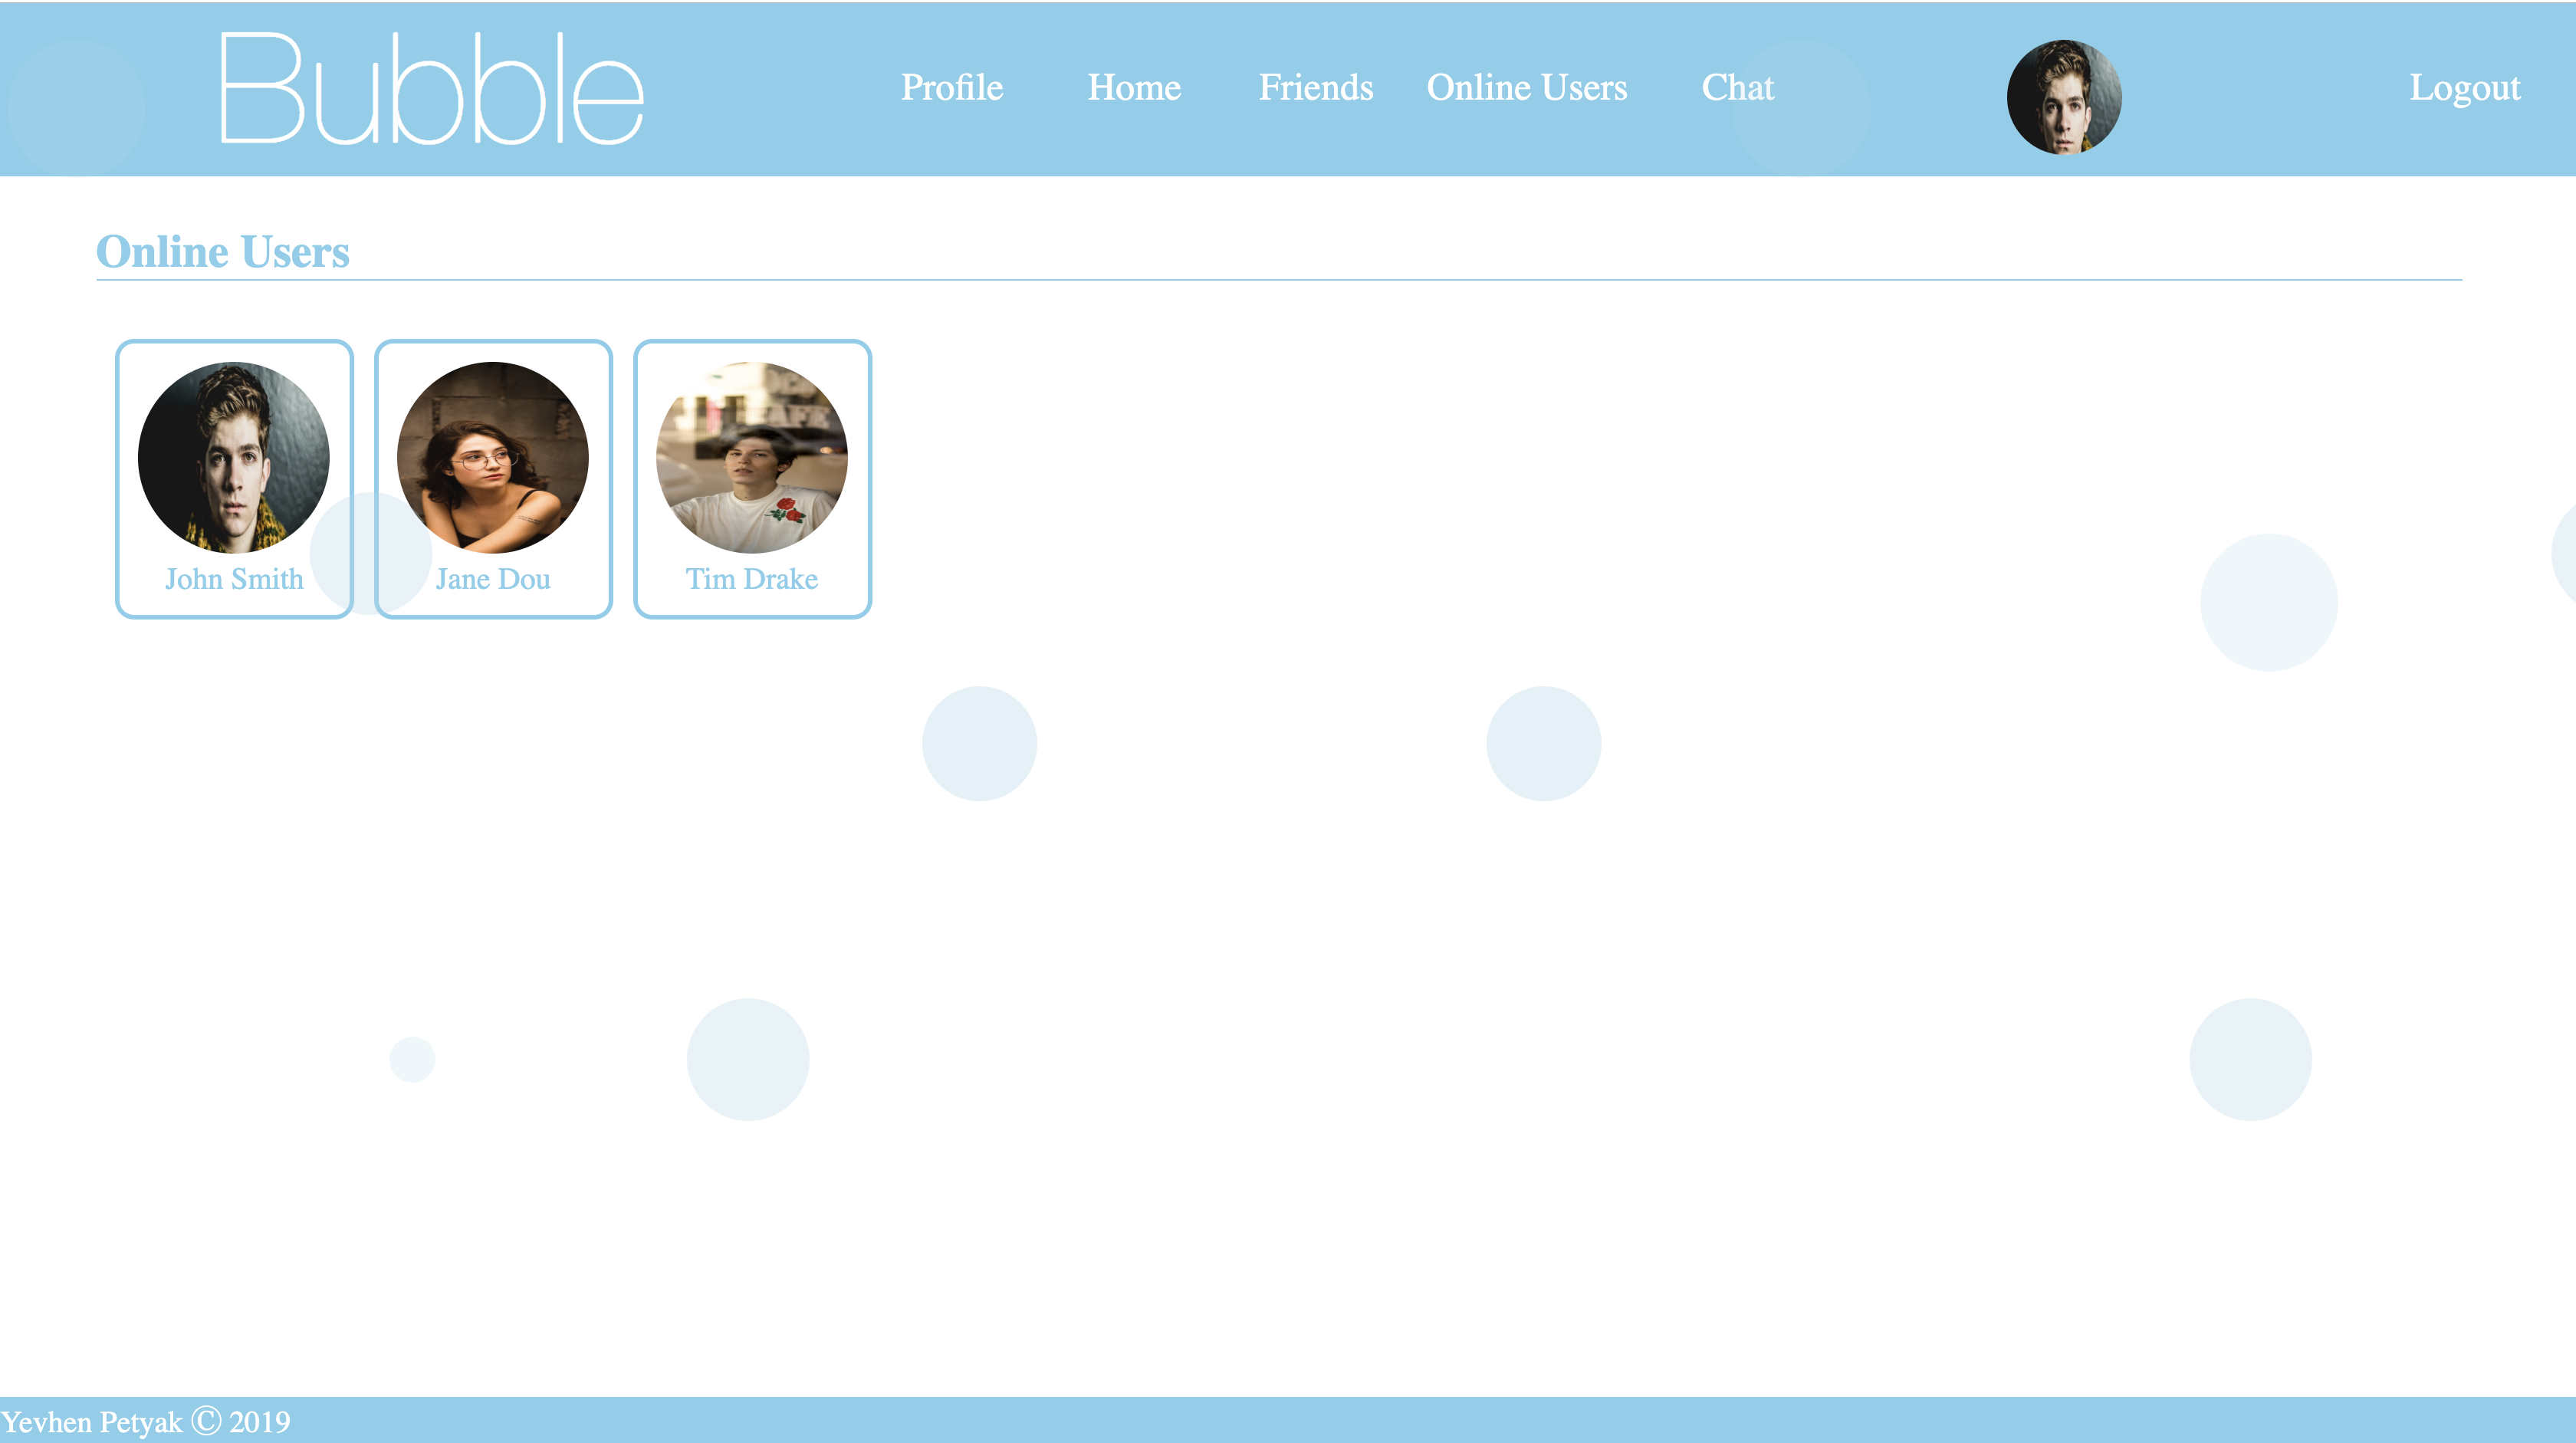 Bubble
Profile Home Friends Online Users Chat Logout
Online Users
John Smith Jane Dou Tim Drake
Yevhen Petyak © 2019